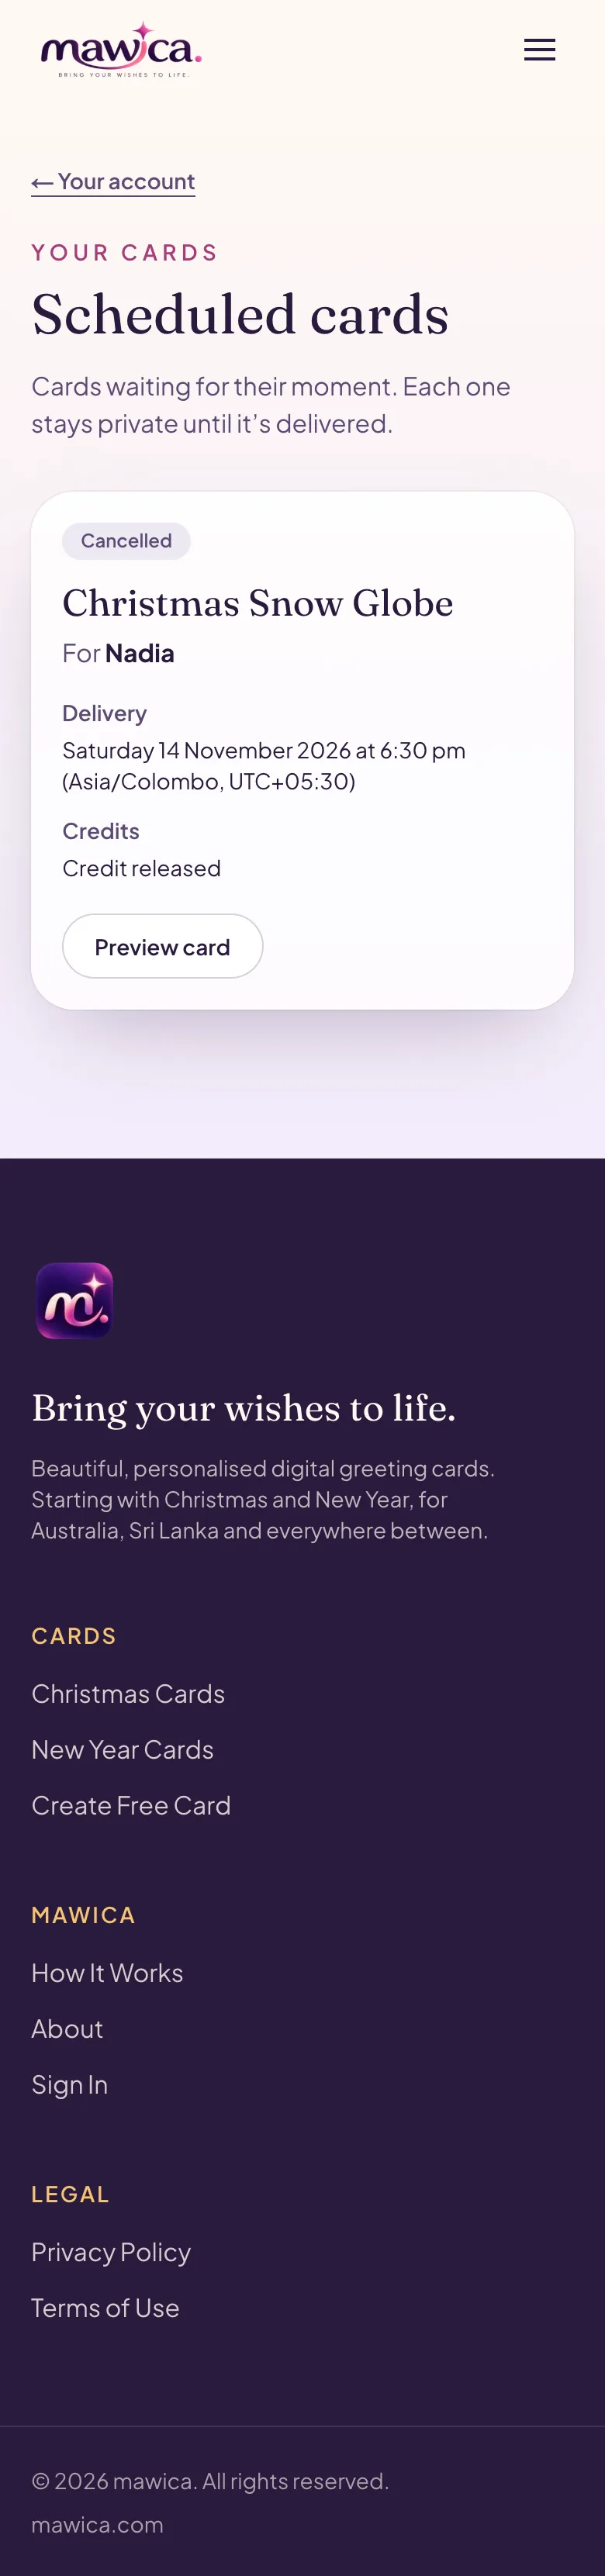 mawica.
BRING YOUR WISHES TO LIFE.
← Your account
YOUR CARDS
Scheduled cards
Cards waiting for their moment. Each one
stays private until it’s delivered.
Cancelled
Christmas Snow Globe
For Nadia
Delivery
Saturday 14 November 2026 at 6:30 pm
(Asia/Colombo, UTC+05:30)
Credits
Credit released
Preview card
m.
Bring your wishes to life.
Beautiful, personalised digital greeting cards.
Starting with Christmas and New Year, for
Australia, Sri Lanka and everywhere between.
CARDS
Christmas Cards
New Year Cards
Create Free Card
MAWICA
How It Works
About
Sign In
LEGAL
Privacy Policy
Terms of Use
© 2026 mawica. All rights reserved.
mawica.com